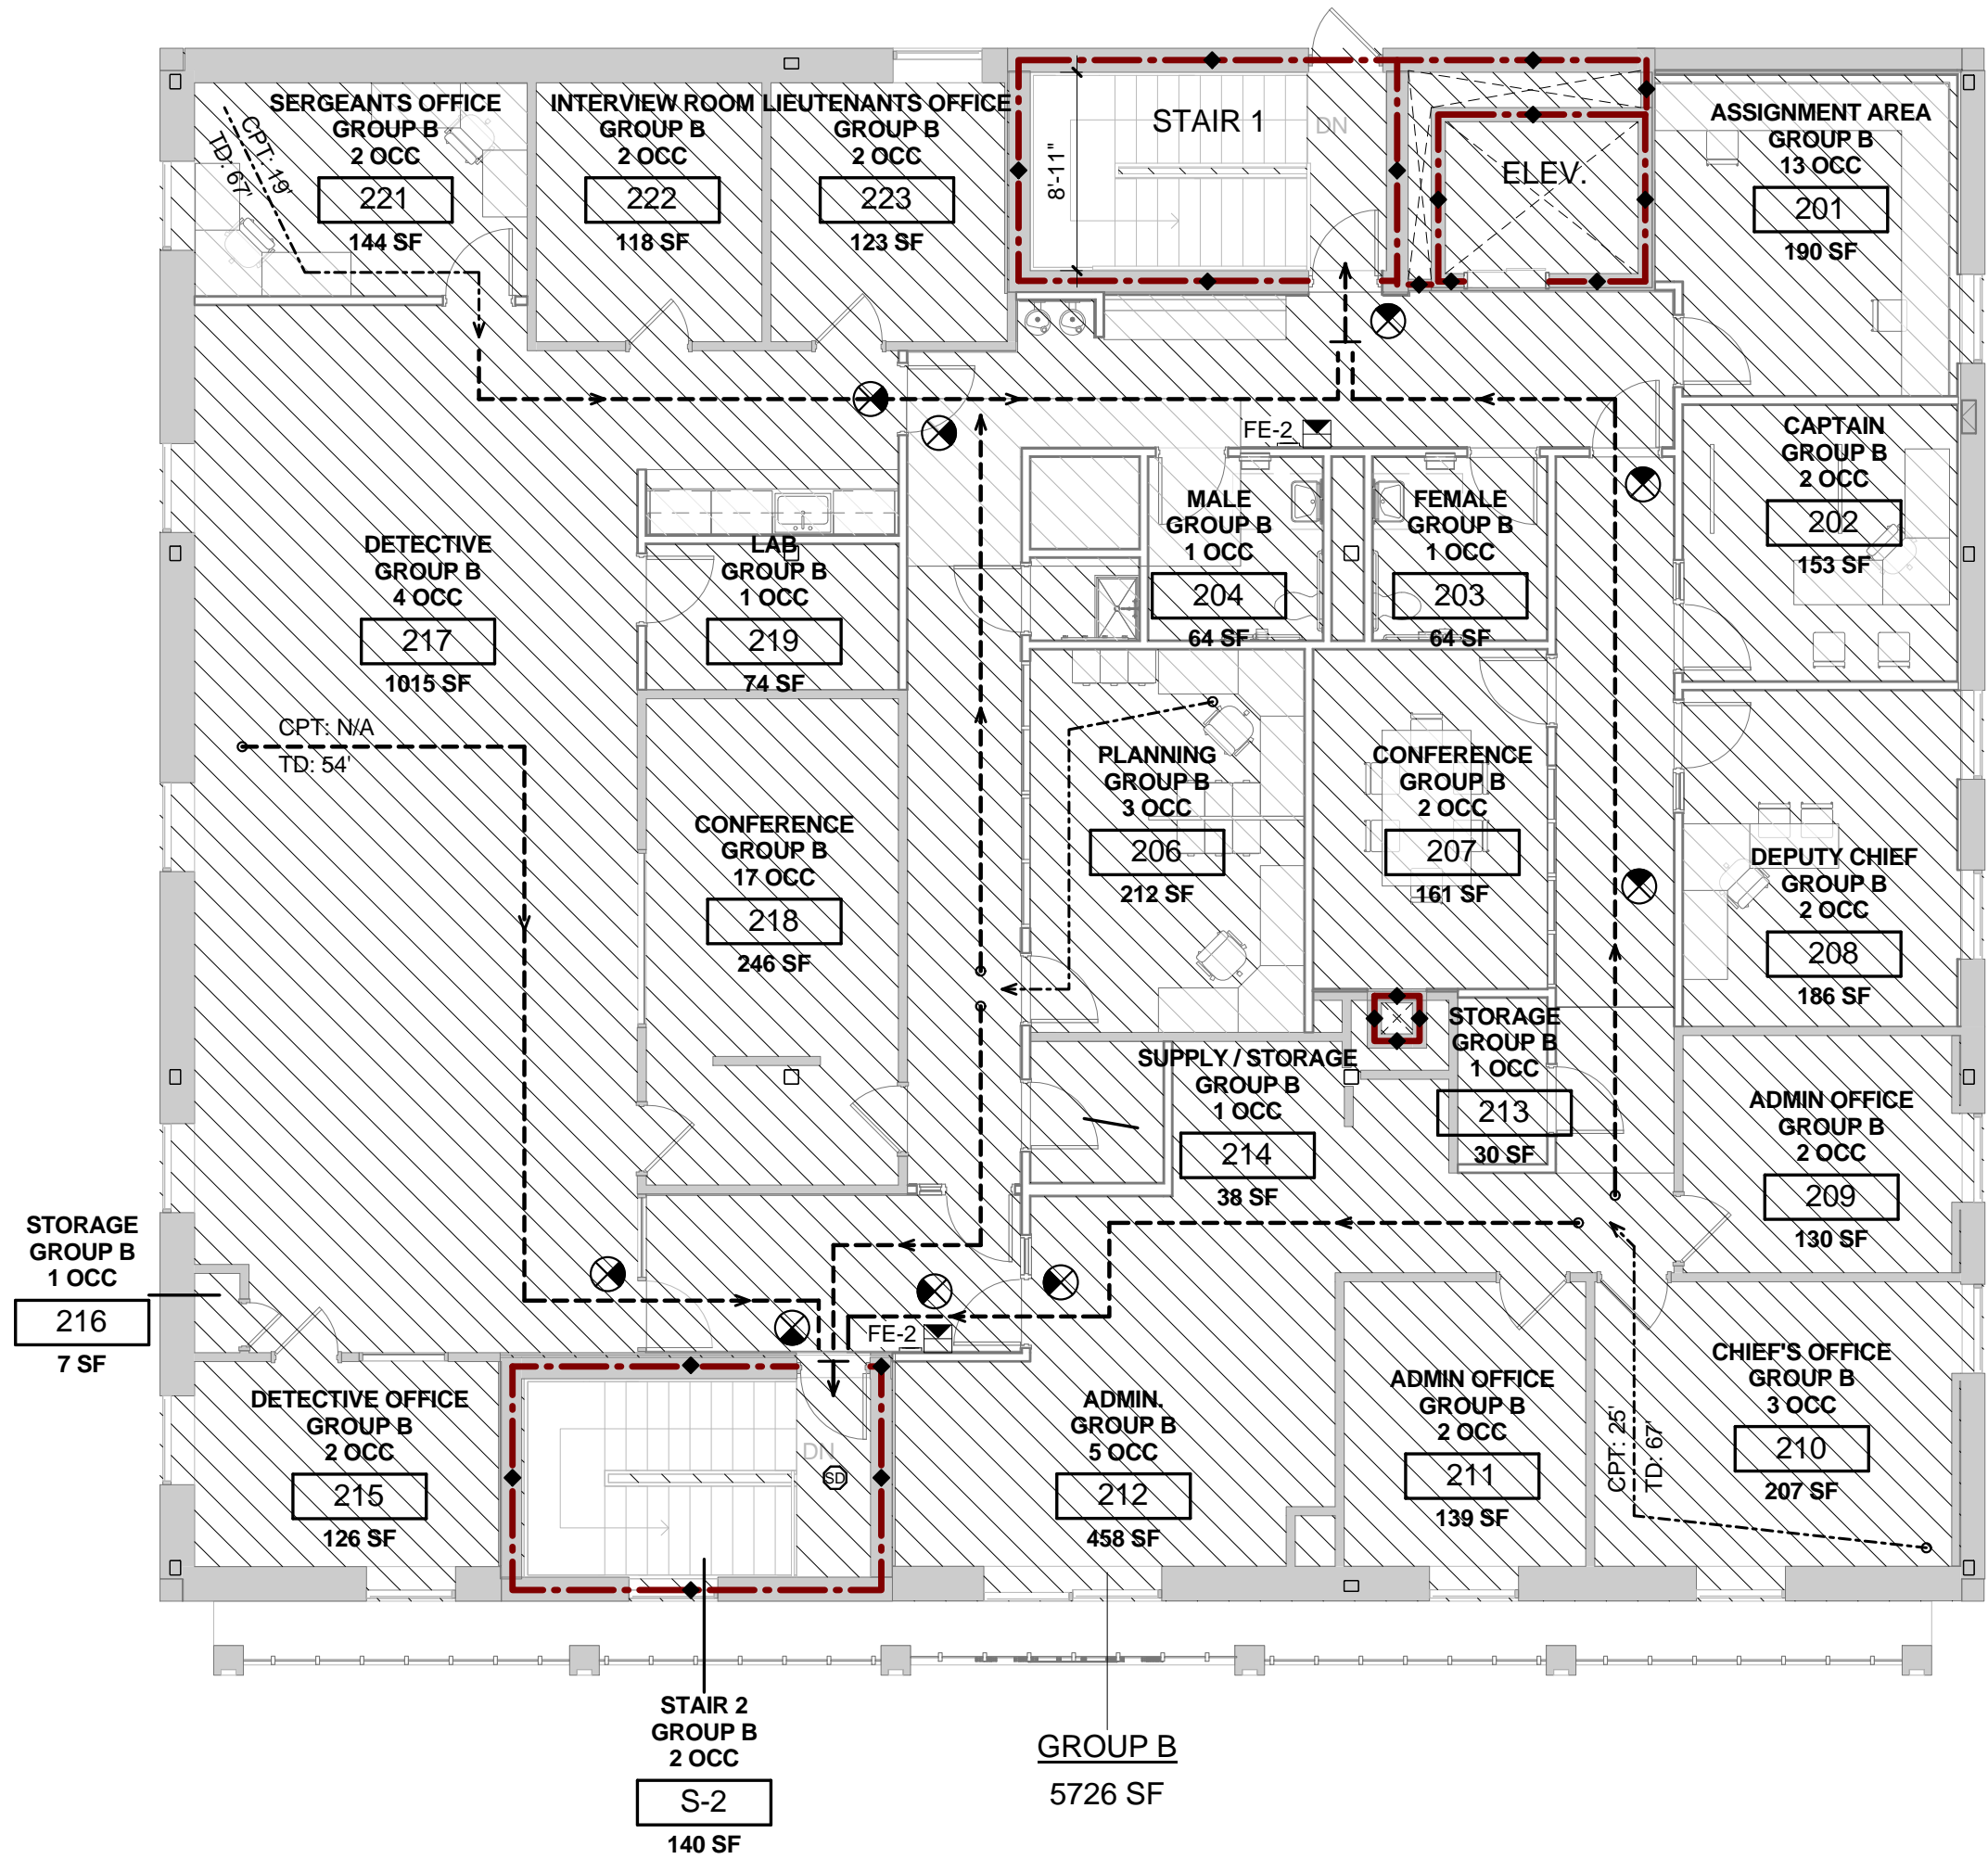 SERGEANTS OFFICE
GROUP B
2 OCC
221
144 SF
CPT: 19'
TD: 67'
INTERVIEW ROOM
GROUP B
2 OCC
222
118 SF
LIEUTENANTS OFFICE
GROUP B
2 OCC
223
123 SF
STAIR 1
DN
8'-11"
ELEV.
ASSIGNMENT AREA
GROUP B
13 OCC
201
190 SF
FE-2
CAPTAIN
GROUP B
2 OCC
202
153 SF
DETECTIVE
GROUP B
4 OCC
217
1015 SF
CPT: N/A
TD: 54'
LAB
GROUP B
1 OCC
219
74 SF
MALE
GROUP B
1 OCC
204
64 SF
FEMALE
GROUP B
1 OCC
203
64 SF
CONFERENCE
GROUP B
17 OCC
218
246 SF
PLANNING
GROUP B
3 OCC
206
212 SF
CONFERENCE
GROUP B
2 OCC
207
161 SF
DEPUTY CHIEF
GROUP B
2 OCC
208
186 SF
SUPPLY / STORAGE
GROUP B
1 OCC
214
38 SF
STORAGE
GROUP B
1 OCC
213
30 SF
ADMIN OFFICE
GROUP B
2 OCC
209
130 SF
STORAGE
GROUP B
1 OCC
216
7 SF
FE-2
DETECTIVE OFFICE
GROUP B
2 OCC
215
126 SF
DN
SD
ADMIN.
GROUP B
5 OCC
212
458 SF
ADMIN OFFICE
GROUP B
2 OCC
211
139 SF
CPT: 25'
TD: 67'
CHIEF'S OFFICE
GROUP B
3 OCC
210
207 SF
STAIR 2
GROUP B
2 OCC
S-2
140 SF
GROUP B
5726 SF